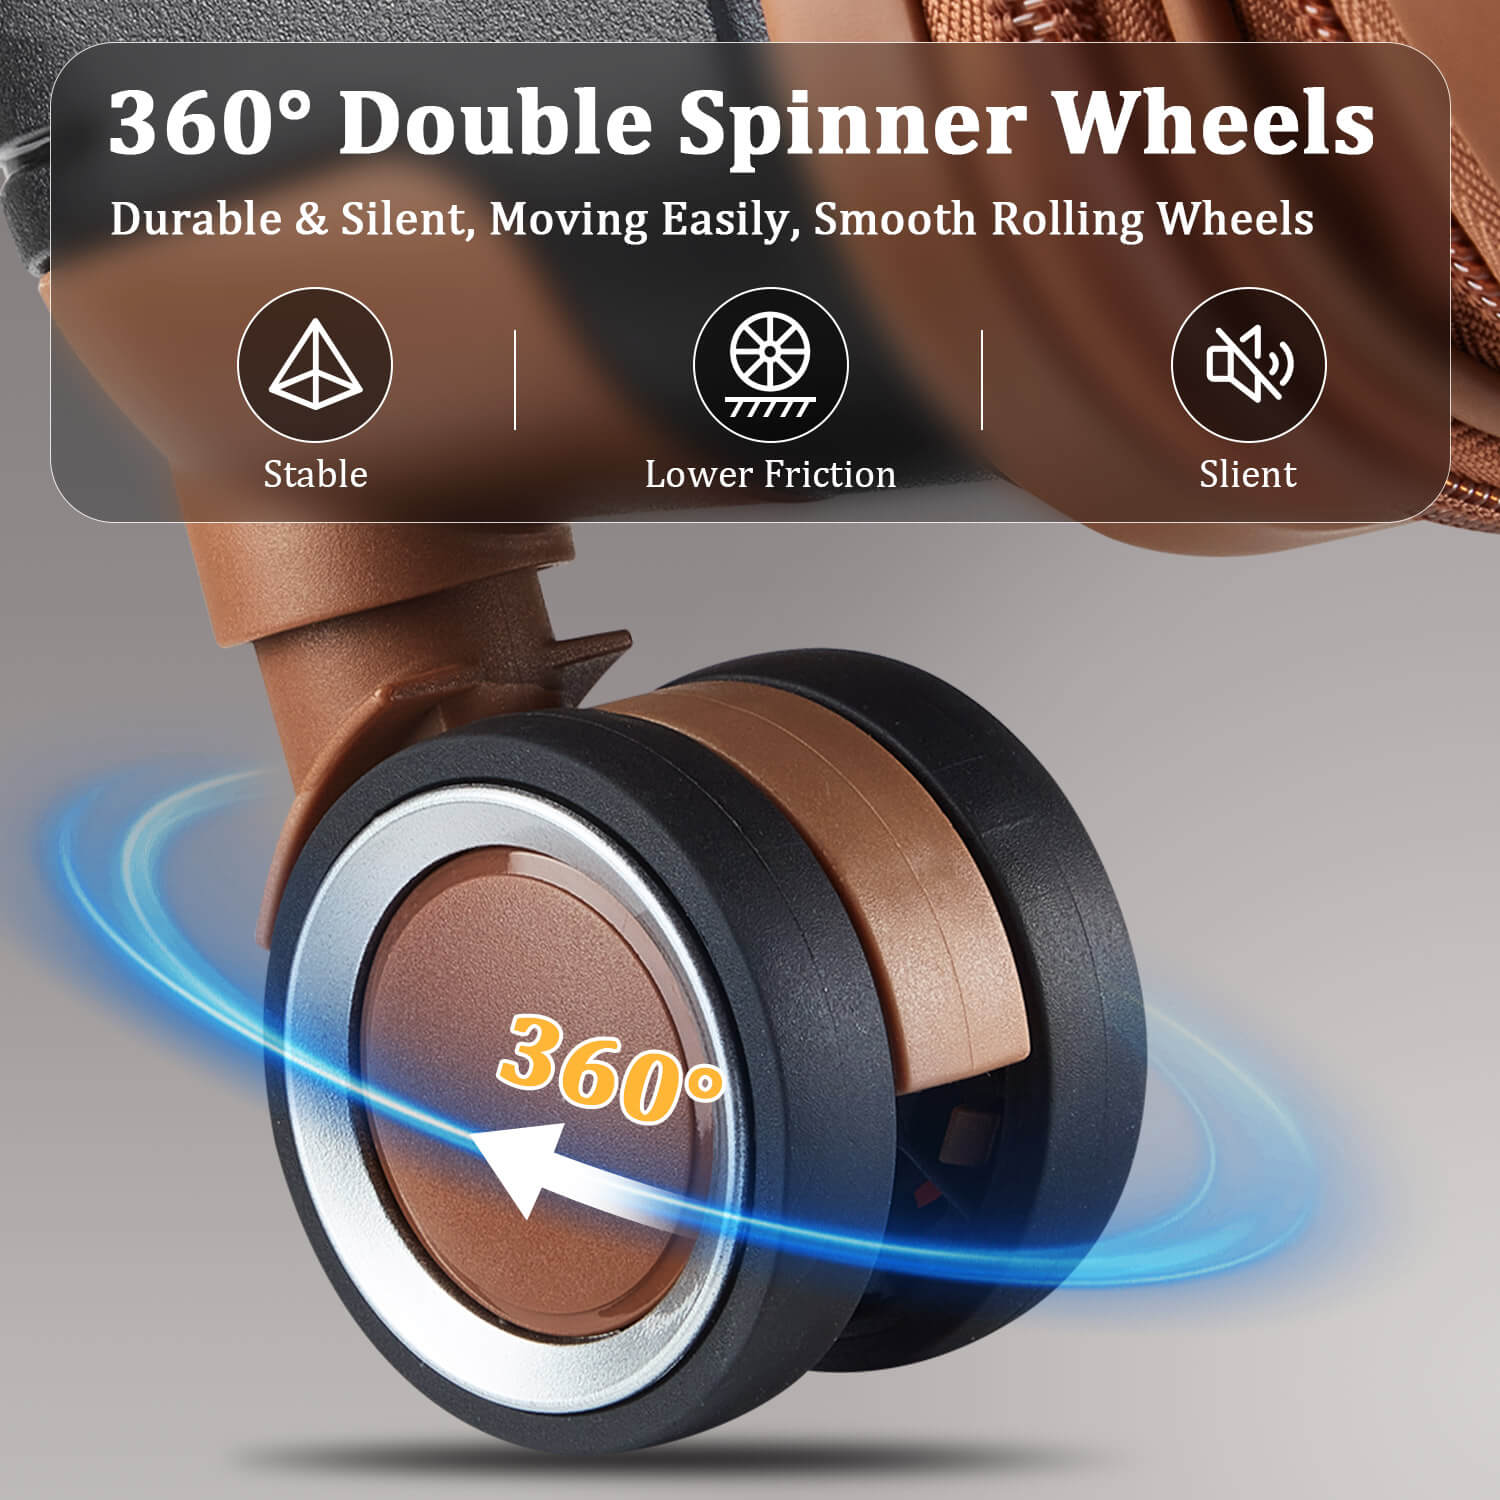 360° Double Spinner Wheels
Durable & Silent, Moving Easily, Smooth Rolling Wheels
Stable
Lower Friction
Slient
360°